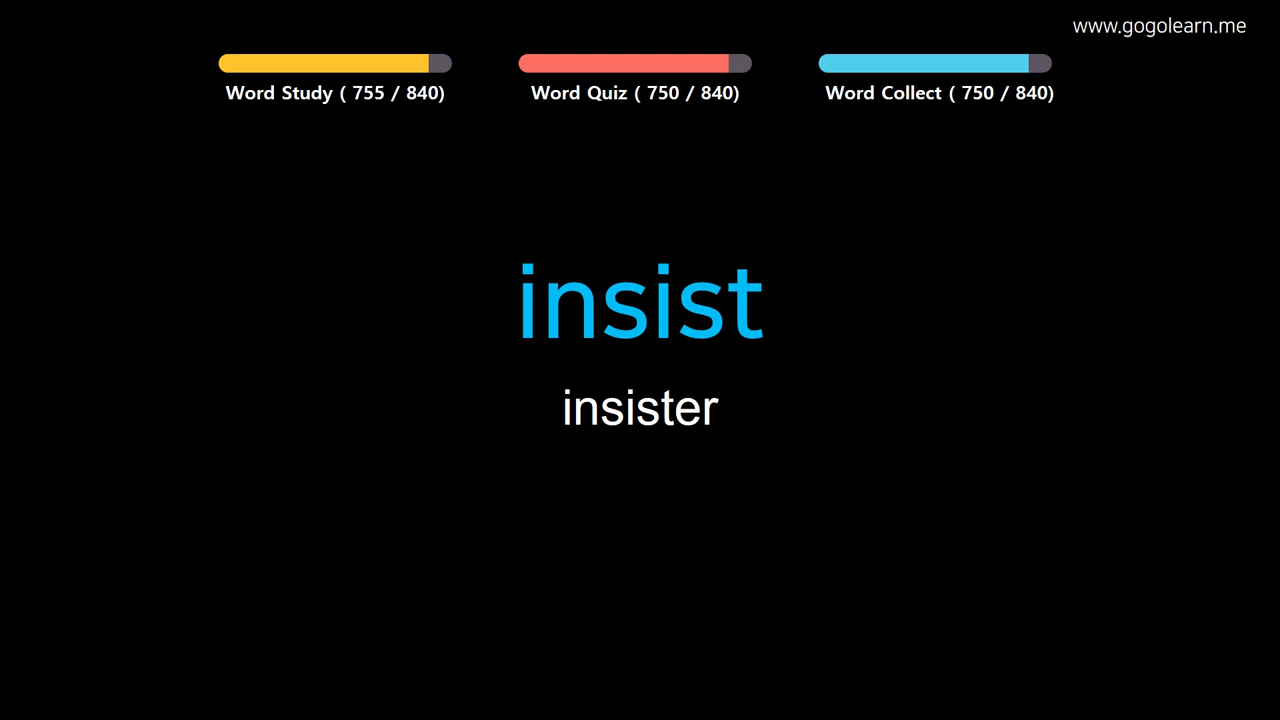 www.gogolearn.me
Word Study ( 755 / 840)
Word Quiz ( 750 / 840)
Word Collect ( 750 / 840)
insist
insister